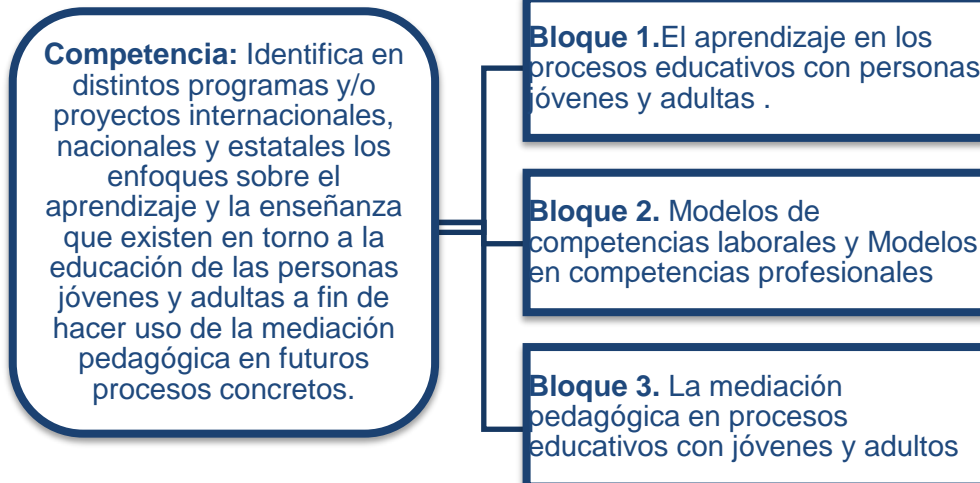 Competencia: Identifica en
distintos programas y/o
proyectos internacionales,
nacionales y estatales los
enfoques sobre el
aprendizaje y la enseñanza
que existen en torno a la
educación de las personas
jóvenes y adultas a fin de
hacer uso de la mediación
pedagógica en futuros
procesos concretos.
Bloque 1.El aprendizaje en los
procesos educativos con personas
jóvenes y adultas .
Bloque 2. Modelos de
competencias laborales y Modelos
en competencias profesionales
Bloque 3. La mediación
pedagógica en procesos
educativos con jóvenes y adultos